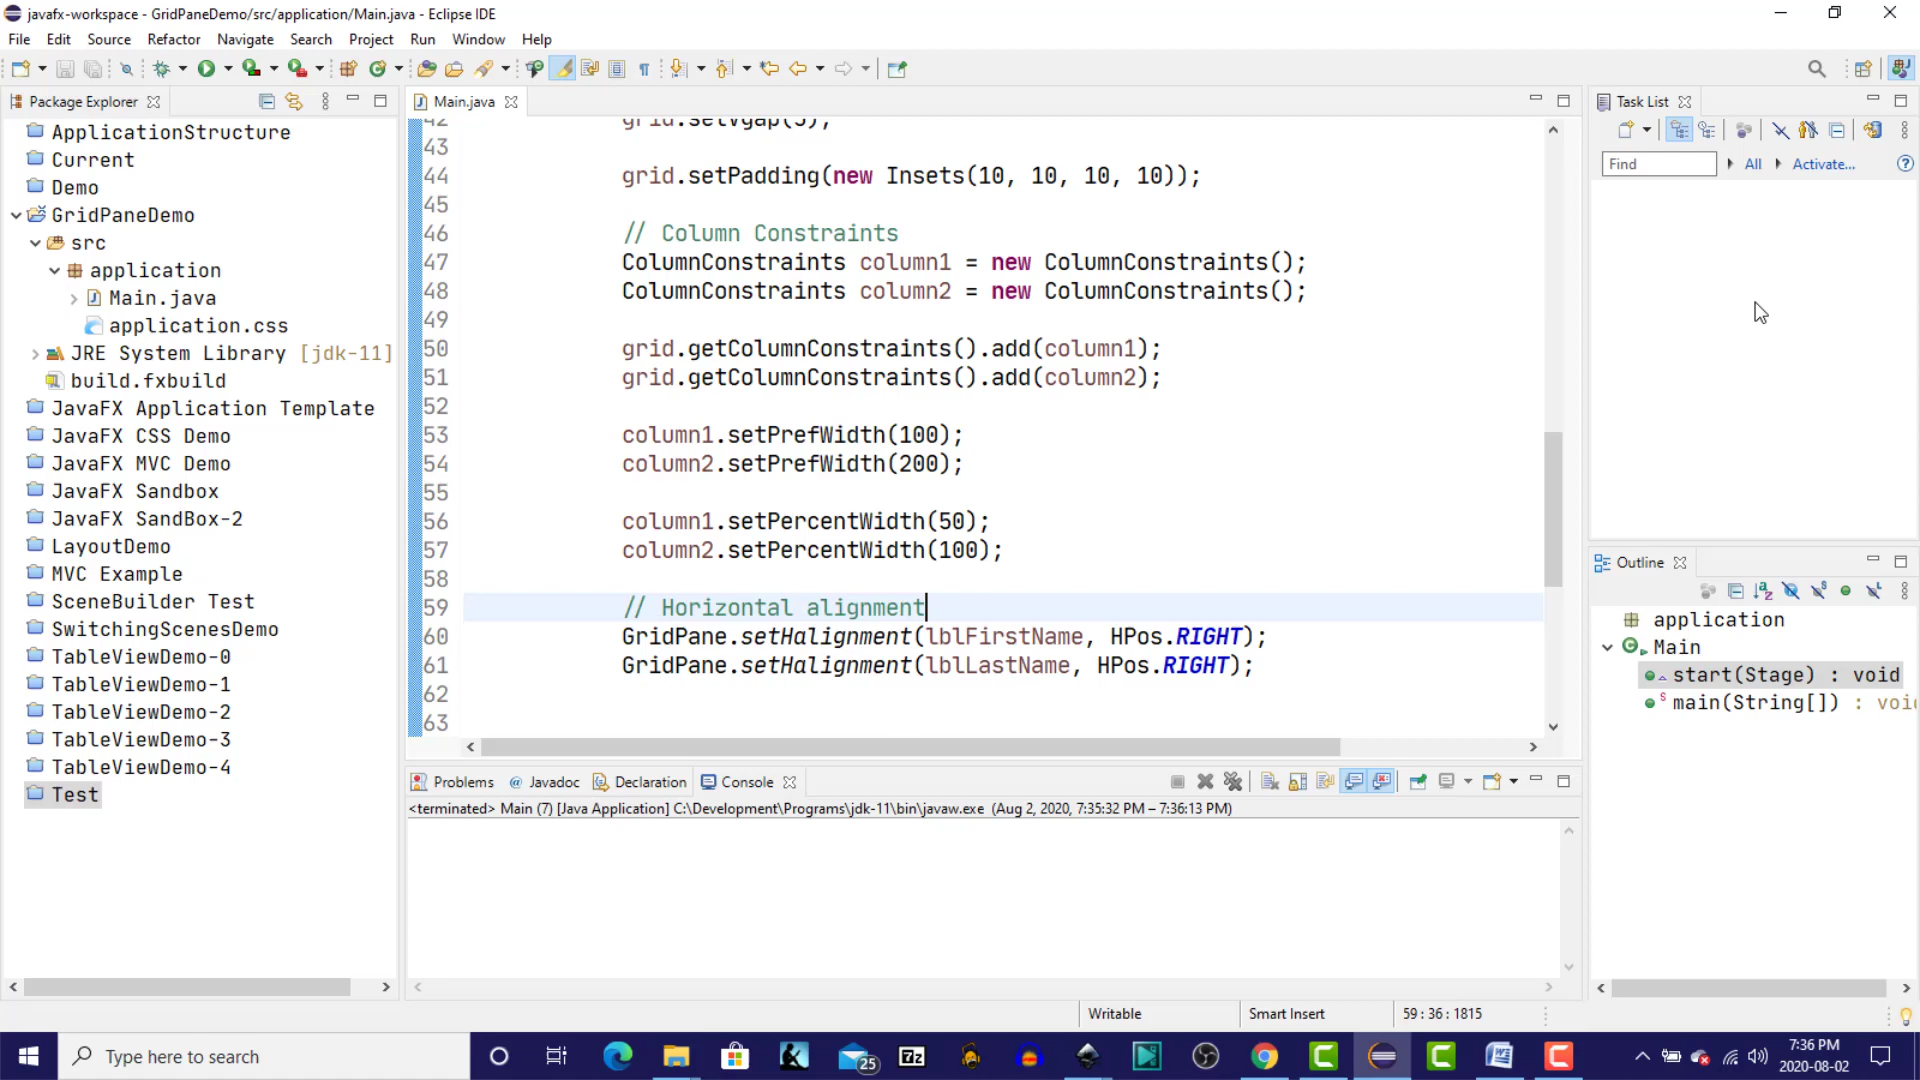 javafx-workspace - GridPaneDemo/src/application/Main.java - Eclipse IDE
File Edit Source Refactor Navigate Search Project Run Window Help
Package Explorer
ApplicationStructure
Current
Demo
GridPaneDemo
src
application
Main.java
application.css
JRE System Library [jdk-11]
build.fxbuild
JavaFX Application Template
JavaFX CSS Demo
JavaFX MVC Demo
JavaFX Sandbox
JavaFX SandBox-2
LayoutDemo
MVC Example
SceneBuilder Test
SwitchingScenesDemo
TableViewDemo-0
TableViewDemo-1
TableViewDemo-2
TableViewDemo-3
TableViewDemo-4
Test
Main.java
42 grid.setVgap(5);
43
44 grid.setPadding(new Insets(10, 10, 10, 10));
45
46 // Column Constraints
47 ColumnConstraints column1 = new ColumnConstraints();
48 ColumnConstraints column2 = new ColumnConstraints();
49
50 grid.getColumnConstraints().add(column1);
51 grid.getColumnConstraints().add(column2);
52
53 column1.setPrefWidth(100);
54 column2.setPrefWidth(200);
55
56 column1.setPercentWidth(50);
57 column2.setPercentWidth(100);
58
59 // Horizontal alignment
60 GridPane.setHalignment(lblFirstName, HPos.RIGHT);
61 GridPane.setHalignment(lblLastName, HPos.RIGHT);
62
63
Problems Javadoc Declaration Console
<terminated> Main (7) [Java Application] C:\Development\Programs\jdk-11\bin\javaw.exe (Aug 2, 2020, 7:35:32 PM – 7:36:13 PM)
Task List
Find All Activate...
Outline
application
Main
start(Stage) : void
main(String[]) : voi
Writable Smart Insert 59 : 36 : 1815
Type here to search
25
7z
7:36 PM
2020-08-02